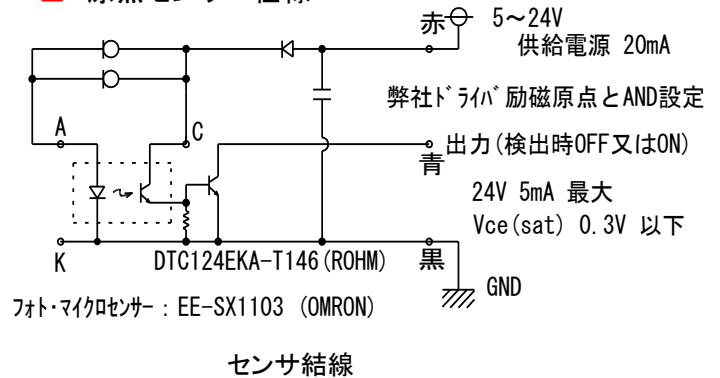 赤 5～24V
供給電源 20mA
弊社ﾄﾞﾗｲﾊﾞ励磁原点とAND設定
A
C
出力(検出時OFF又はON)
青
24V 5mA 最大
Vce(sat) 0.3V 以下
K
DTC124EKA-T146(ROHM)
黒
GND
ﾌｫﾄ･ﾏｲｸﾛｾﾝｻｰ：EE-SX1103 (OMRON)
センサ結線